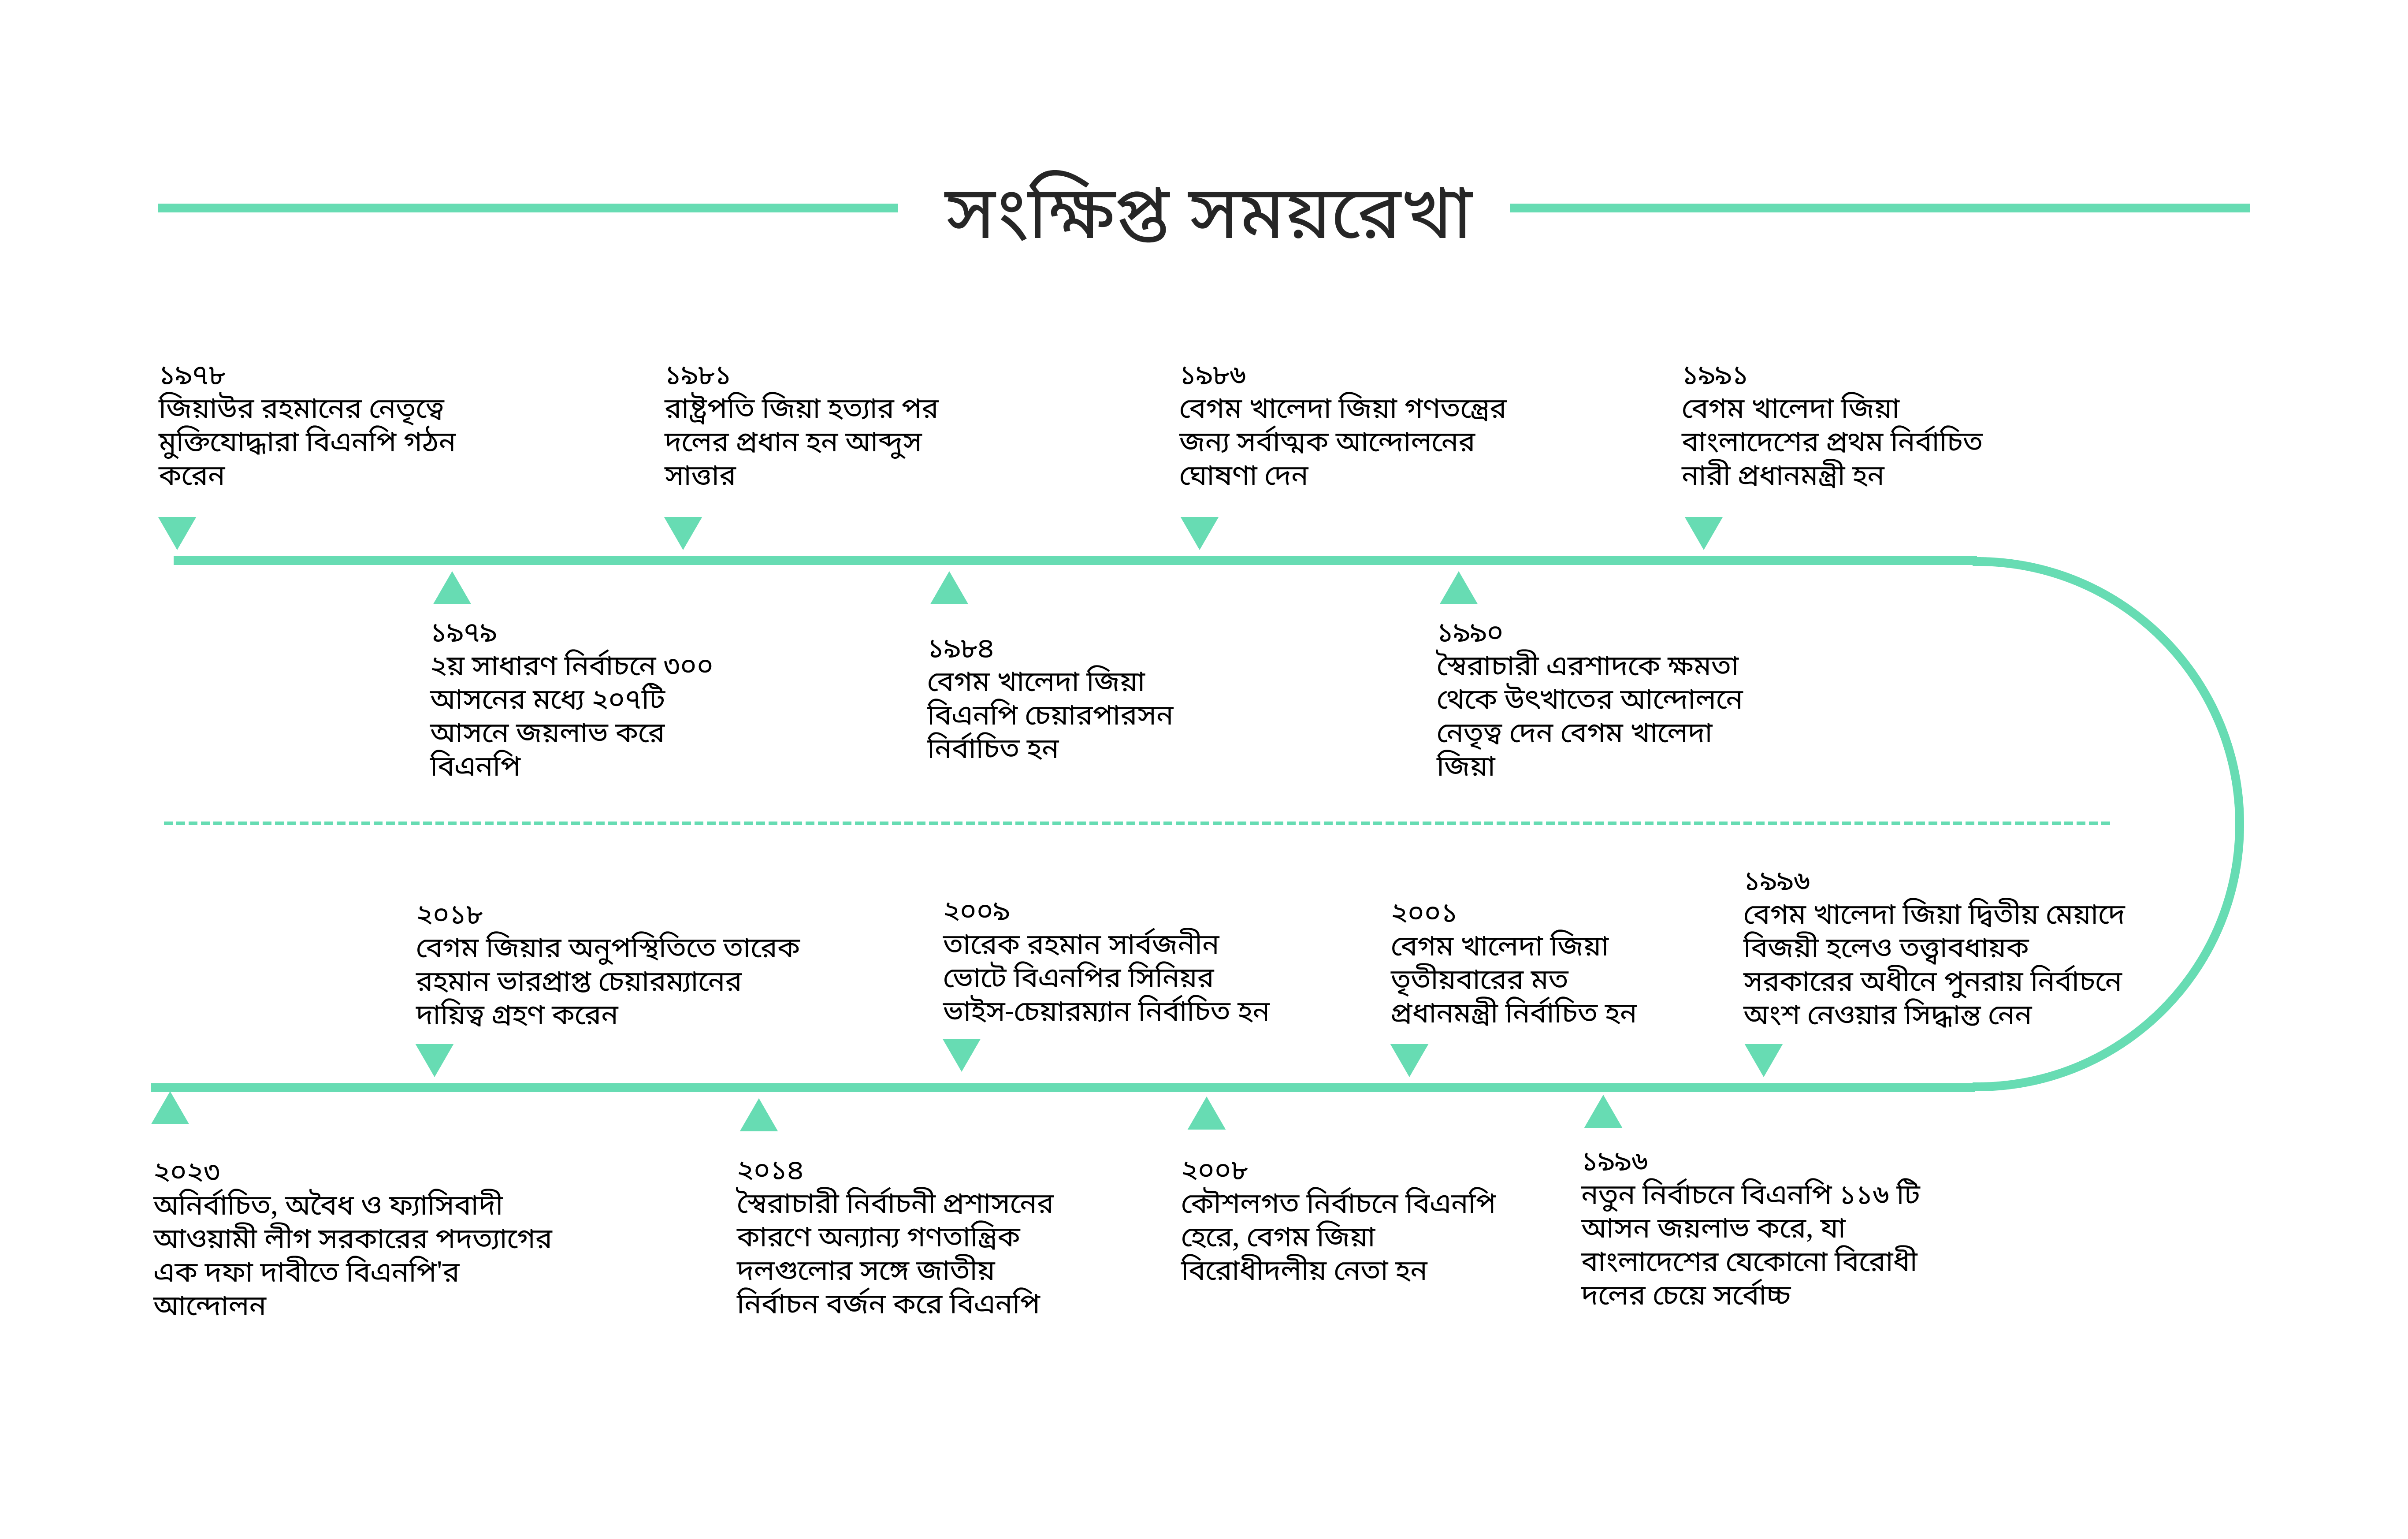 সংক্ষিপ্ত সময়রেখা
১৯৭৮
জিয়াউর রহমানের নেতৃত্বে
মুক্তিযোদ্ধারা বিএনপি গঠন
করেন
১৯৮১
রাষ্ট্রপতি জিয়া হত্যার পর
দলের প্রধান হন আব্দুস
সাত্তার
১৯৮৬
বেগম খালেদা জিয়া গণতন্ত্রের
জন্য সর্বাত্মক আন্দোলনের
ঘোষণা দেন
১৯৯১
বেগম খালেদা জিয়া
বাংলাদেশের প্রথম নির্বাচিত
নারী প্রধানমন্ত্রী হন
১৯৭৯
২য় সাধারণ নির্বাচনে ৩০০
আসনের মধ্যে ২০৭টি
আসনে জয়লাভ করে
বিএনপি
১৯৮৪
বেগম খালেদা জিয়া
বিএনপি চেয়ারপারসন
নির্বাচিত হন
১৯৯০
স্বৈরাচারী এরশাদকে ক্ষমতা
থেকে উৎখাতের আন্দোলনে
নেতৃত্ব দেন বেগম খালেদা
জিয়া
২০১৮
বেগম জিয়ার অনুপস্থিতিতে তারেক
রহমান ভারপ্রাপ্ত চেয়ারম্যানের
দায়িত্ব গ্রহণ করেন
২০০৯
তারেক রহমান সার্বজনীন
ভোটে বিএনপির সিনিয়র
ভাইস-চেয়ারম্যান নির্বাচিত হন
২০০১
বেগম খালেদা জিয়া
তৃতীয়বারের মত
প্রধানমন্ত্রী নির্বাচিত হন
১৯৯৬
বেগম খালেদা জিয়া দ্বিতীয় মেয়াদে
বিজয়ী হলেও তত্ত্বাবধায়ক
সরকারের অধীনে পুনরায় নির্বাচনে
অংশ নেওয়ার সিদ্ধান্ত নেন
২০২৩
অনির্বাচিত, অবৈধ ও ফ্যাসিবাদী
আওয়ামী লীগ সরকারের পদত্যাগের
এক দফা দাবীতে বিএনপি'র
আন্দোলন
২০১৪
স্বৈরাচারী নির্বাচনী প্রশাসনের
কারণে অন্যান্য গণতান্ত্রিক
দলগুলোর সঙ্গে জাতীয়
নির্বাচন বর্জন করে বিএনপি
২০০৮
কৌশলগত নির্বাচনে বিএনপি
হেরে, বেগম জিয়া
বিরোধীদলীয় নেতা হন
১৯৯৬
নতুন নির্বাচনে বিএনপি ১১৬ টি
আসন জয়লাভ করে, যা
বাংলাদেশের যেকোনো বিরোধী
দলের চেয়ে সর্বোচ্চ